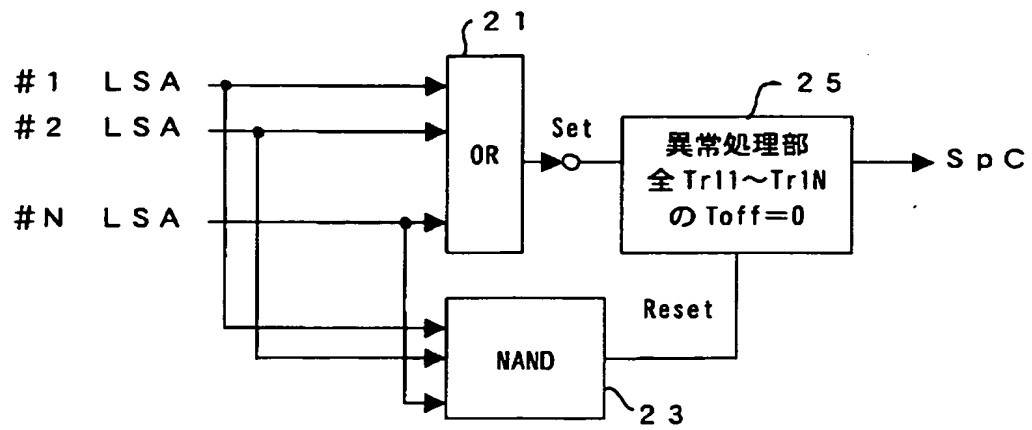 21
#1 LSA
#2 LSA
#N LSA
OR
Set
25
異常処理部
全Tr11～Tr1N
のToff=0
SpC
Reset
NAND
23